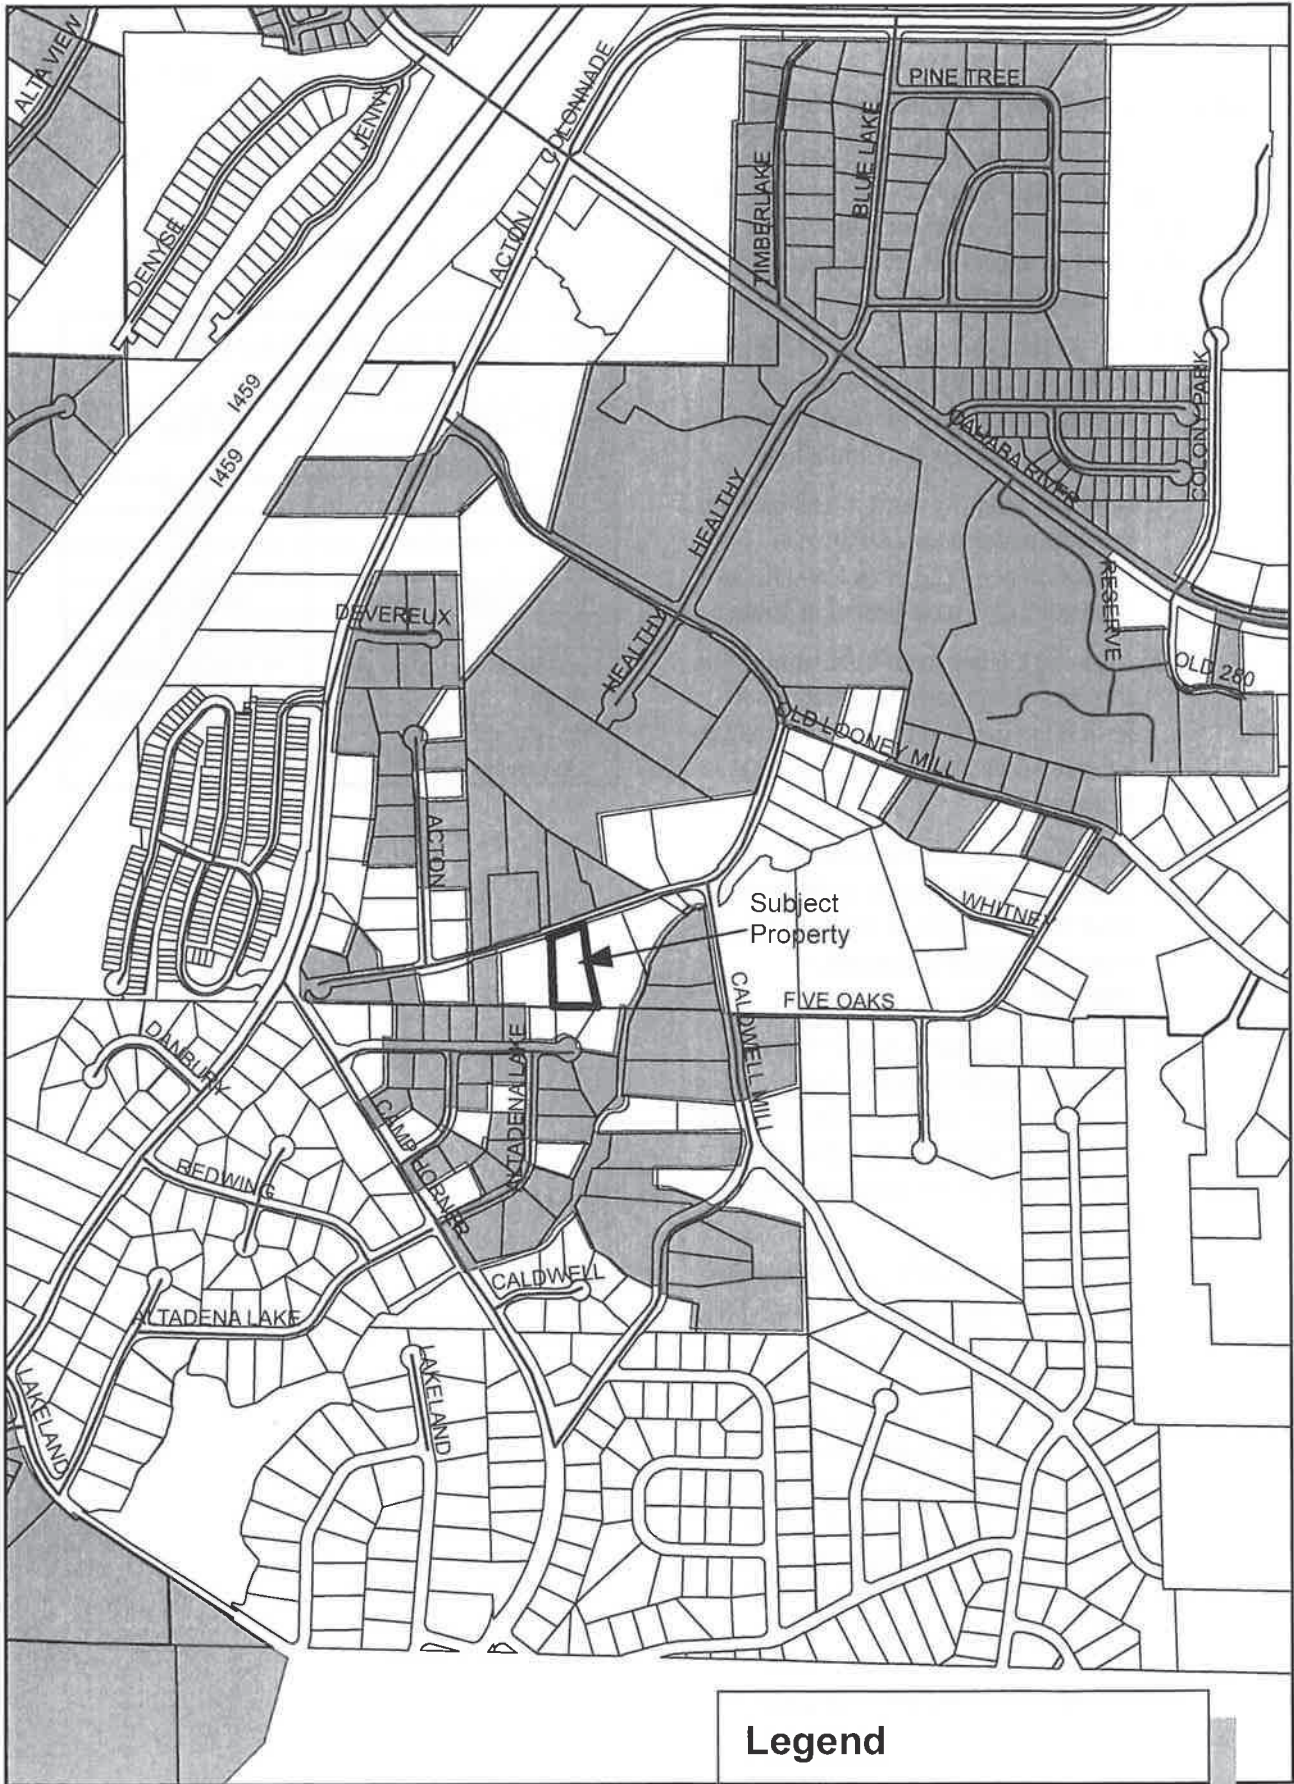 ALTA VIEW
JENNY
DENYSE
COLONNADE
ACTON
PINE TREE
BLUE LAKE
TIMBERLAKE
I459
I459
COLONY PARK
CAHABA RIVER
HEALTHY
RESERVE
DEVEREUX
HEALTHY
OLD 280
OLD LOONEY MILL
ACTON
Subject
Property
WHITNEY
CALDWELL MILL
FIVE OAKS
DANBURY
ALTADENA LAKE
CAMP HORNER
REDWING
CALDWELL
ALTADENA LAKE
LAKELAND
LAKELAND
Legend